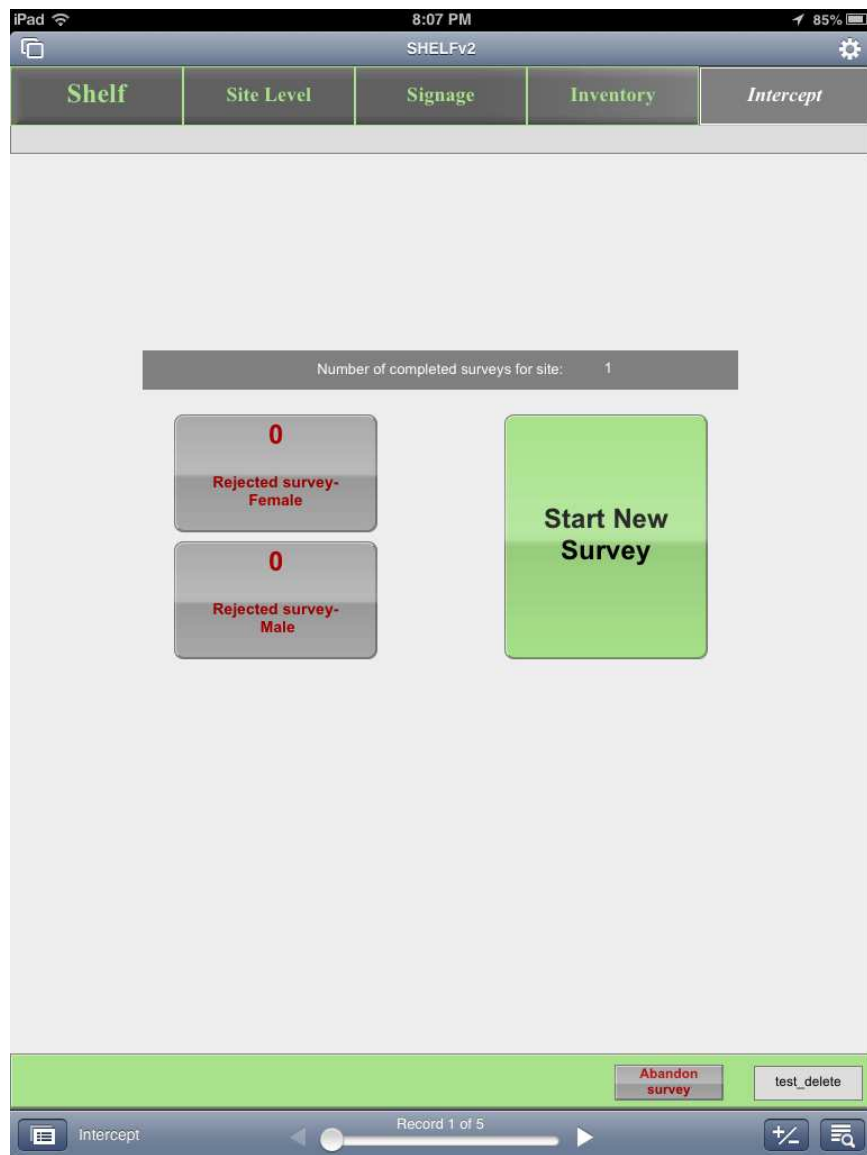 iPad 8:07 PM 85%
SHELFv2
Shelf Site Level Signage Inventory Intercept
Number of completed surveys for site: 1
0
Rejected survey-
Female
Start New
Survey
0
Rejected survey-
Male
Abandon
survey
test_delete
Intercept
Record 1 of 5